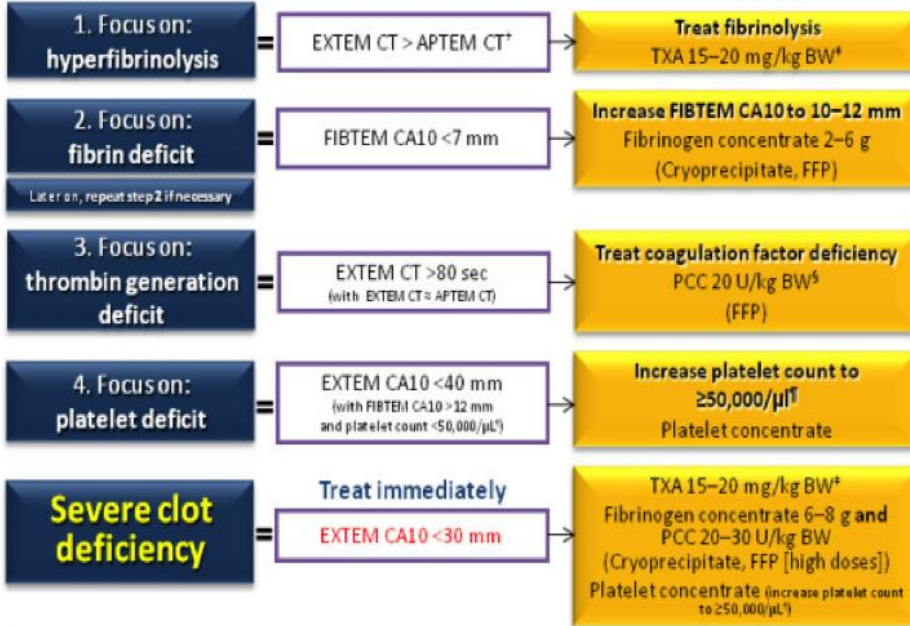 1. Focus on:
hyperfibrinolysis
=
EXTEM CT > APTEM CT†
Treat fibrinolysis
TXA 15–20 mg/kg BW‡
2. Focus on:
fibrin deficit
=
FIBTEM CA10 <7 mm
Increase FIBTEM CA10 to 10–12 mm
Fibrinogen concentrate 2–6 g
(Cryoprecipitate, FFP)
Later on, repeat step 2 if necessary
3. Focus on:
thrombin generation
deficit
=
EXTEM CT >80 sec
(with EXTEM CT ≈ APTEM CT)
Treat coagulation factor deficiency
PCC 20 U/kg BW§
(FFP)
4. Focus on:
platelet deficit
=
EXTEM CA10 <40 mm
(with FIBTEM CA10 >12 mm
and platelet count <50,000/µL¶)
Increase platelet count to
≥50,000/µl¶
Platelet concentrate
Severe clot
deficiency
=
Treat immediately
EXTEM CA10 <30 mm
TXA 15–20 mg/kg BW‡
Fibrinogen concentrate 6–8 g and
PCC 20–30 U/kg BW
(Cryoprecipitate, FFP [high doses])
Platelet concentrate (increase platelet count
to ≥50,000/µL¶)